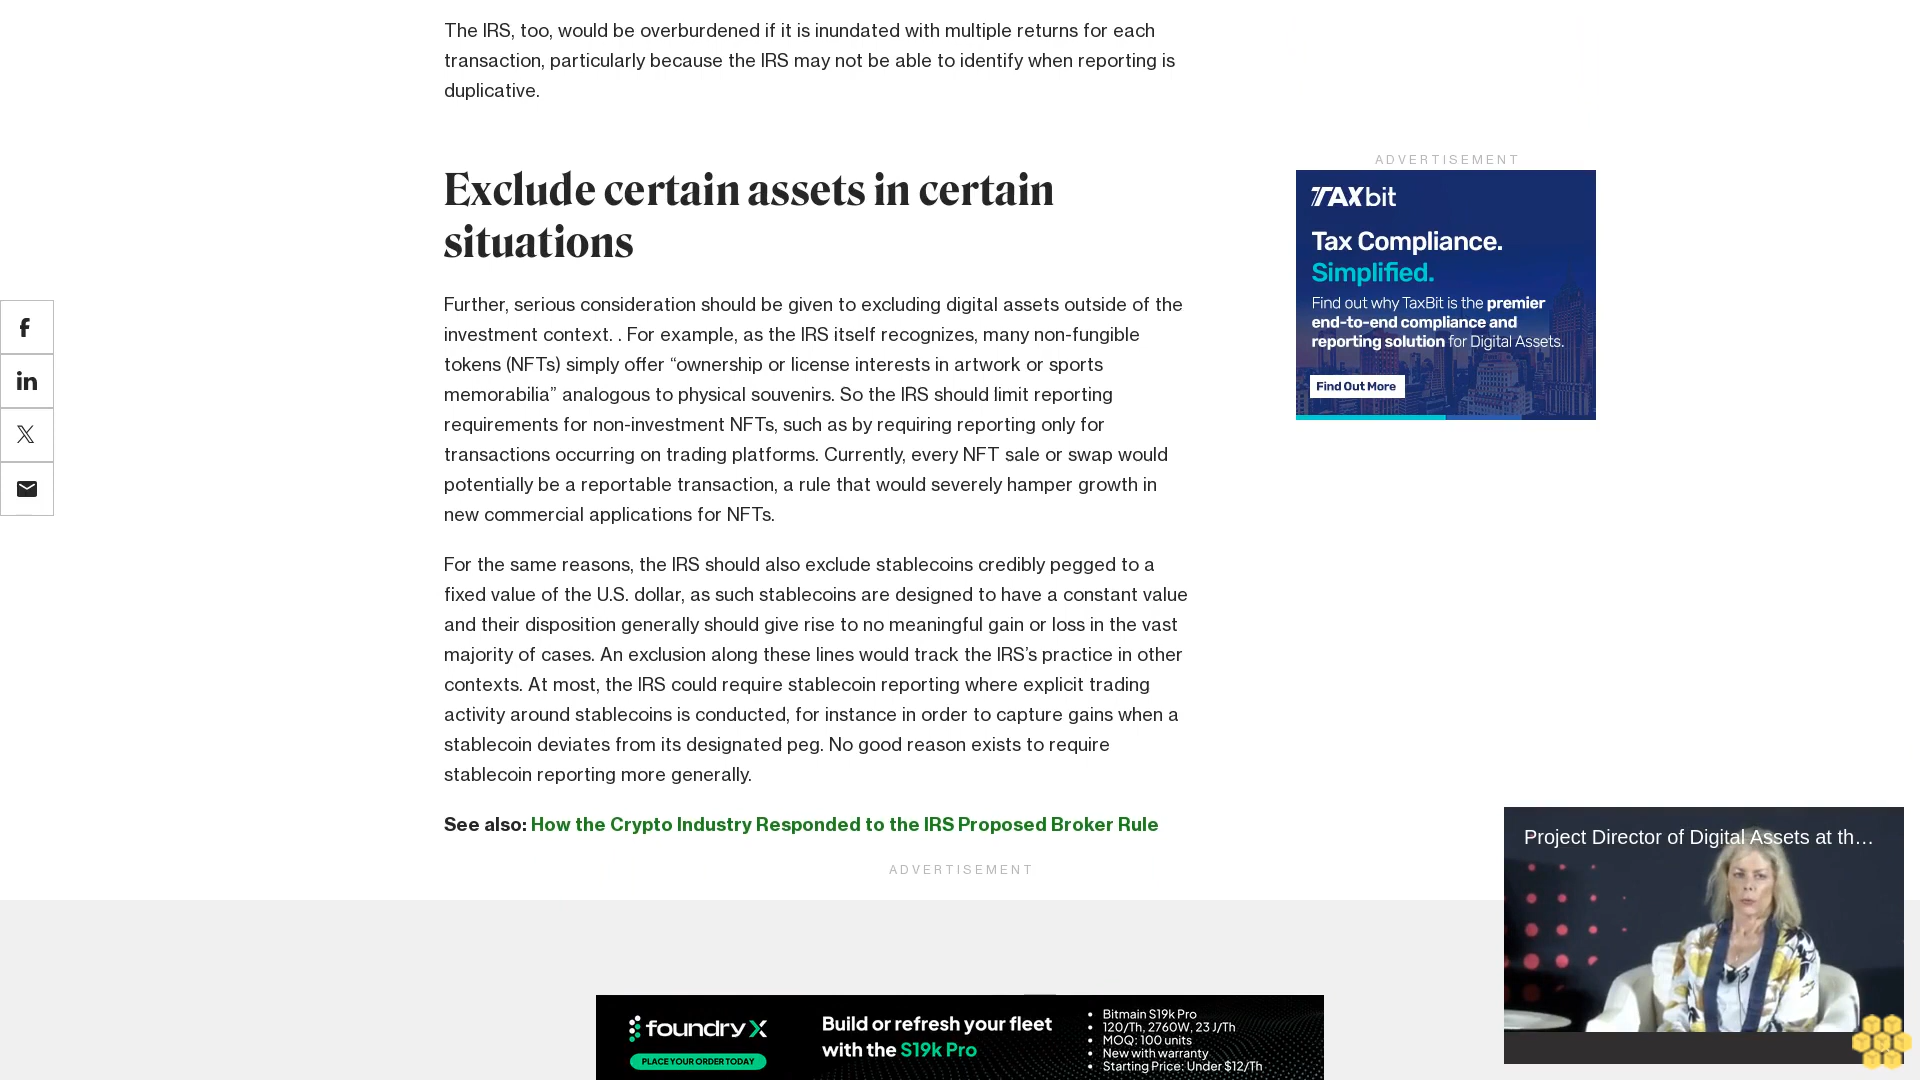 The IRS, too, would be overburdened if it is inundated with multiple returns for each
transaction, particularly because the IRS may not be able to identify when reporting is
duplicative.
Exclude certain assets in certain
situations
Further, serious consideration should be given to excluding digital assets outside of the
investment context. . For example, as the IRS itself recognizes, many non-fungible
tokens (NFTs) simply offer “ownership or license interests in artwork or sports
memorabilia” analogous to physical souvenirs. So the IRS should limit reporting
requirements for non-investment NFTs, such as by requiring reporting only for
transactions occurring on trading platforms. Currently, every NFT sale or swap would
potentially be a reportable transaction, a rule that would severely hamper growth in
new commercial applications for NFTs.
For the same reasons, the IRS should also exclude stablecoins credibly pegged to a
fixed value of the U.S. dollar, as such stablecoins are designed to have a constant value
and their disposition generally should give rise to no meaningful gain or loss in the vast
majority of cases. An exclusion along these lines would track the IRS’s practice in other
contexts. At most, the IRS could require stablecoin reporting where explicit trading
activity around stablecoins is conducted, for instance in order to capture gains when a
stablecoin deviates from its designated peg. No good reason exists to require
stablecoin reporting more generally.
See also: How the Crypto Industry Responded to the IRS Proposed Broker Rule
ADVERTISEMENT
TAXbit
Tax Compliance.
Simplified.
Find out why TaxBit is the premier
end-to-end compliance and
reporting solution for Digital Assets.
Find Out More
Project Director of Digital Assets at th…
ADVERTISEMENT
foundry X
PLACE YOUR ORDER TODAY
Build or refresh your fleet
with the S19k Pro
• Bitmain S19k Pro
• 120/Th, 2760W, 23 J/Th
• MOQ: 100 units
• New with warranty
• Starting Price: Under $12/Th